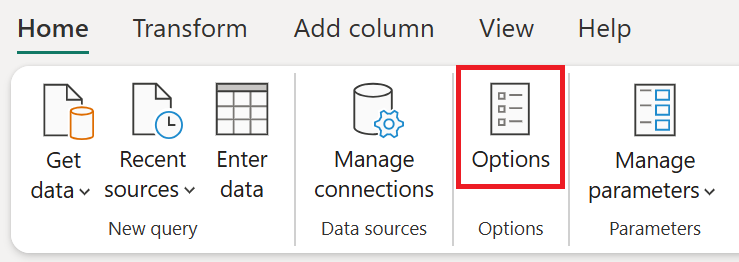 Home Transform Add column View Help
Get
data
Recent
sources
Enter
data
Manage
connections
Options
Manage
parameters
New query
Data sources
Options
Parameters